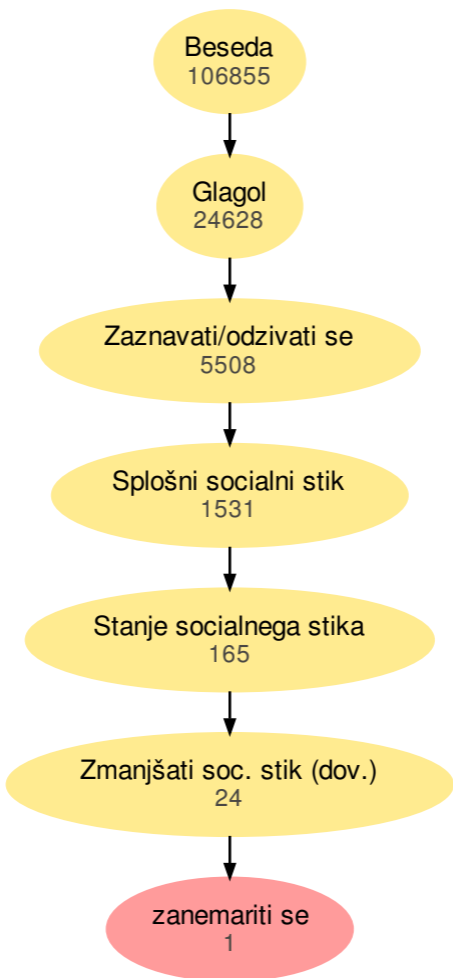 Beseda
106855
Glagol
24628
Zaznavati/odzivati se
5508
Splošni socialni stik
1531
Stanje socialnega stika
165
Zmanjšati soc. stik (dov.)
24
zanemariti se
1